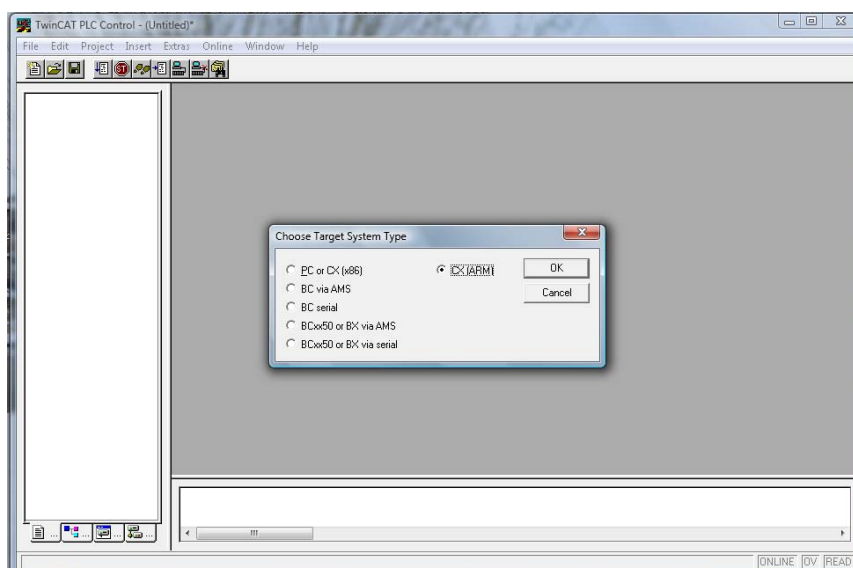 TwinCAT PLC Control - (Untitled)*
File Edit Project Insert Extras Online Window Help
Choose Target System Type
PC or CX (x86)
CX (ARM)
OK
BC via AMS
Cancel
BC serial
BCxx50 or BX via AMS
BCxx50 or BX via serial
... ... ... ...
ONLINE OV READ